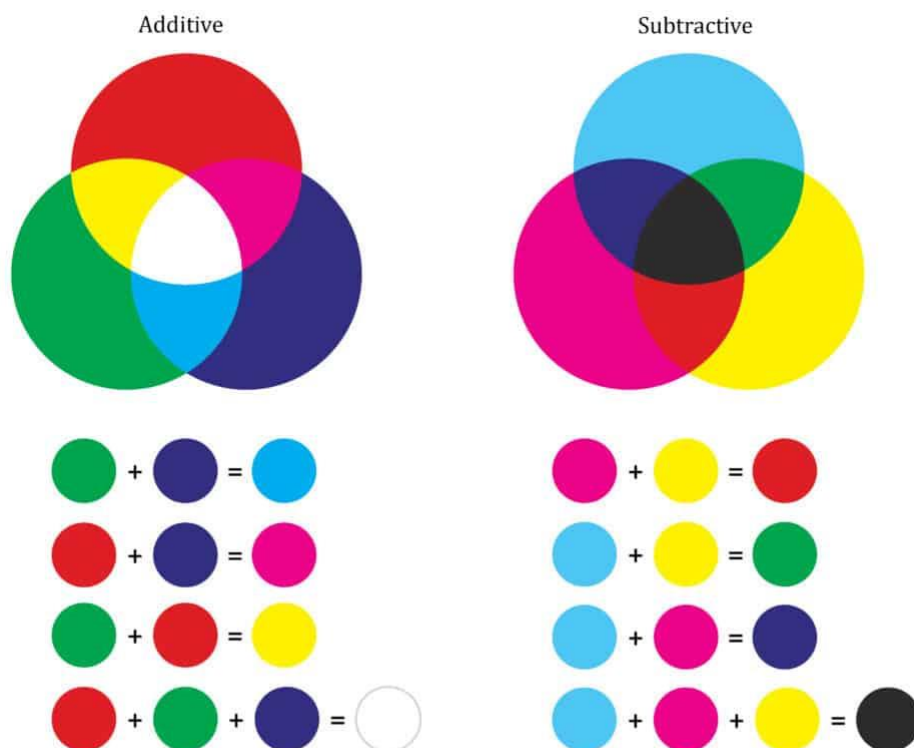 Additive
Subtractive
+ =
+ =
+ =
+ =
+ =
+ =
+ + =
+ + =